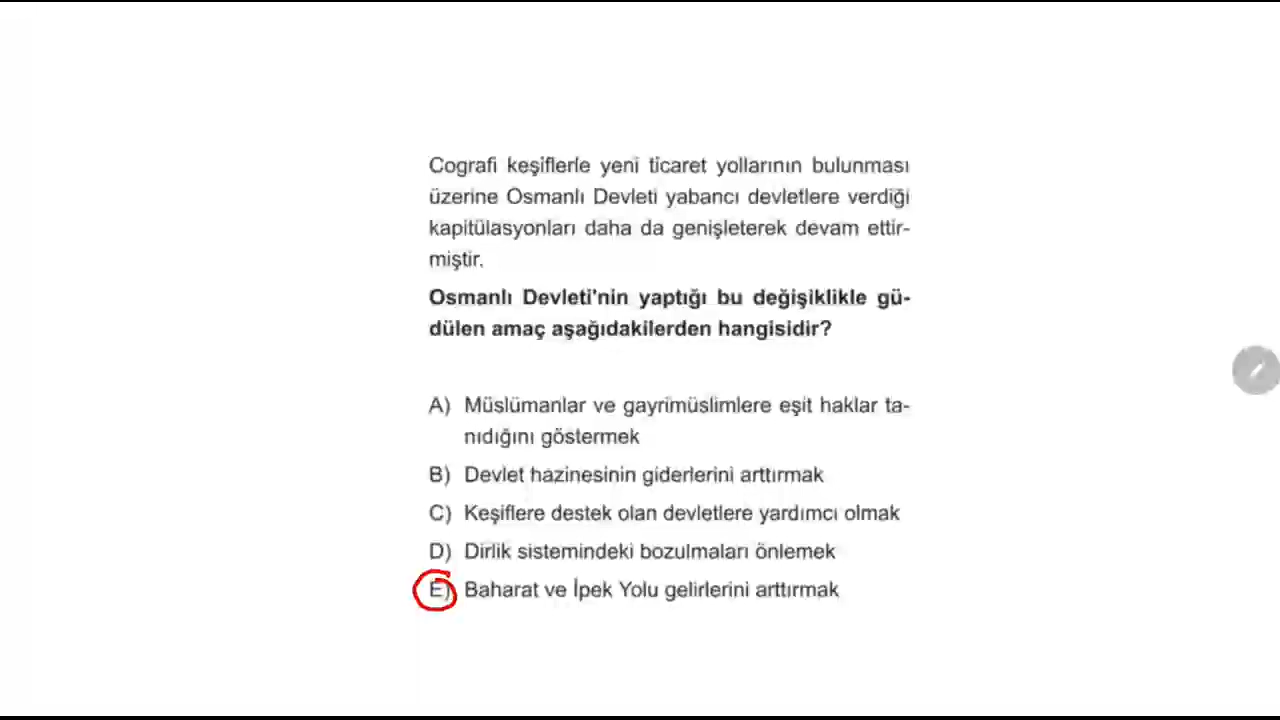 Cografi keşiflerle yeni ticaret yollarının bulunması
üzerine Osmanlı Devleti yabancı devletlere verdiği
kapitülasyonları daha da genişleterek devam ettir-
miştir.
Osmanlı Devleti'nin yaptığı bu değişiklikle gü-
dülen amaç aşağıdakilerden hangisidir?
A) Müslümanlar ve gayrimüslimlere eşit haklar ta-
nıdığını göstermek
B) Devlet hazinesinin giderlerini arttırmak
C) Keşiflere destek olan devletlere yardımcı olmak
D) Dirlik sistemindeki bozulmaları önlemek
E) Baharat ve İpek Yolu gelirlerini arttırmak